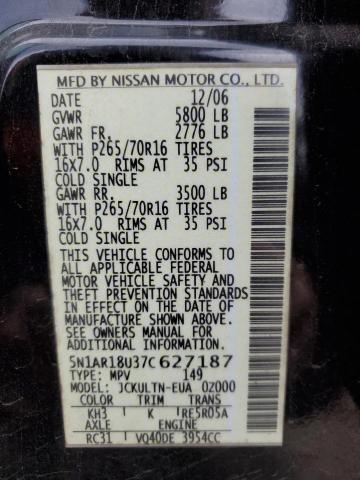 MFD BY NISSAN MOTOR CO., LTD.
DATE 12/06
GVWR 5800 LB
GAWR FR. 2776 LB
WITH P265/70R16 TIRES
16X7.0 RIMS AT 35 PSI
COLD SINGLE
GAWR RR. 3500 LB
WITH P265/70R16 TIRES
16X7.0 RIMS AT 35 PSI
COLD SINGLE
THIS VEHICLE CONFORMS TO
ALL APPLICABLE FEDERAL
MOTOR VEHICLE SAFETY AND
THEFT PREVENTION STANDARDS
IN EFFECT ON THE DATE OF
MANUFACTURE SHOWN ABOVE.
SEE OWNERS MANUAL FOR
ADDITIONAL INFORMATION.
5N1AR18U37C627187
TYPE: MPV 149
MODEL: JCKULTN-EUA 0Z000
COLOR TRIM TRANS
KH3 K RE5R05A
AXLE ENGINE
RC31 VQ40DE 3954CC